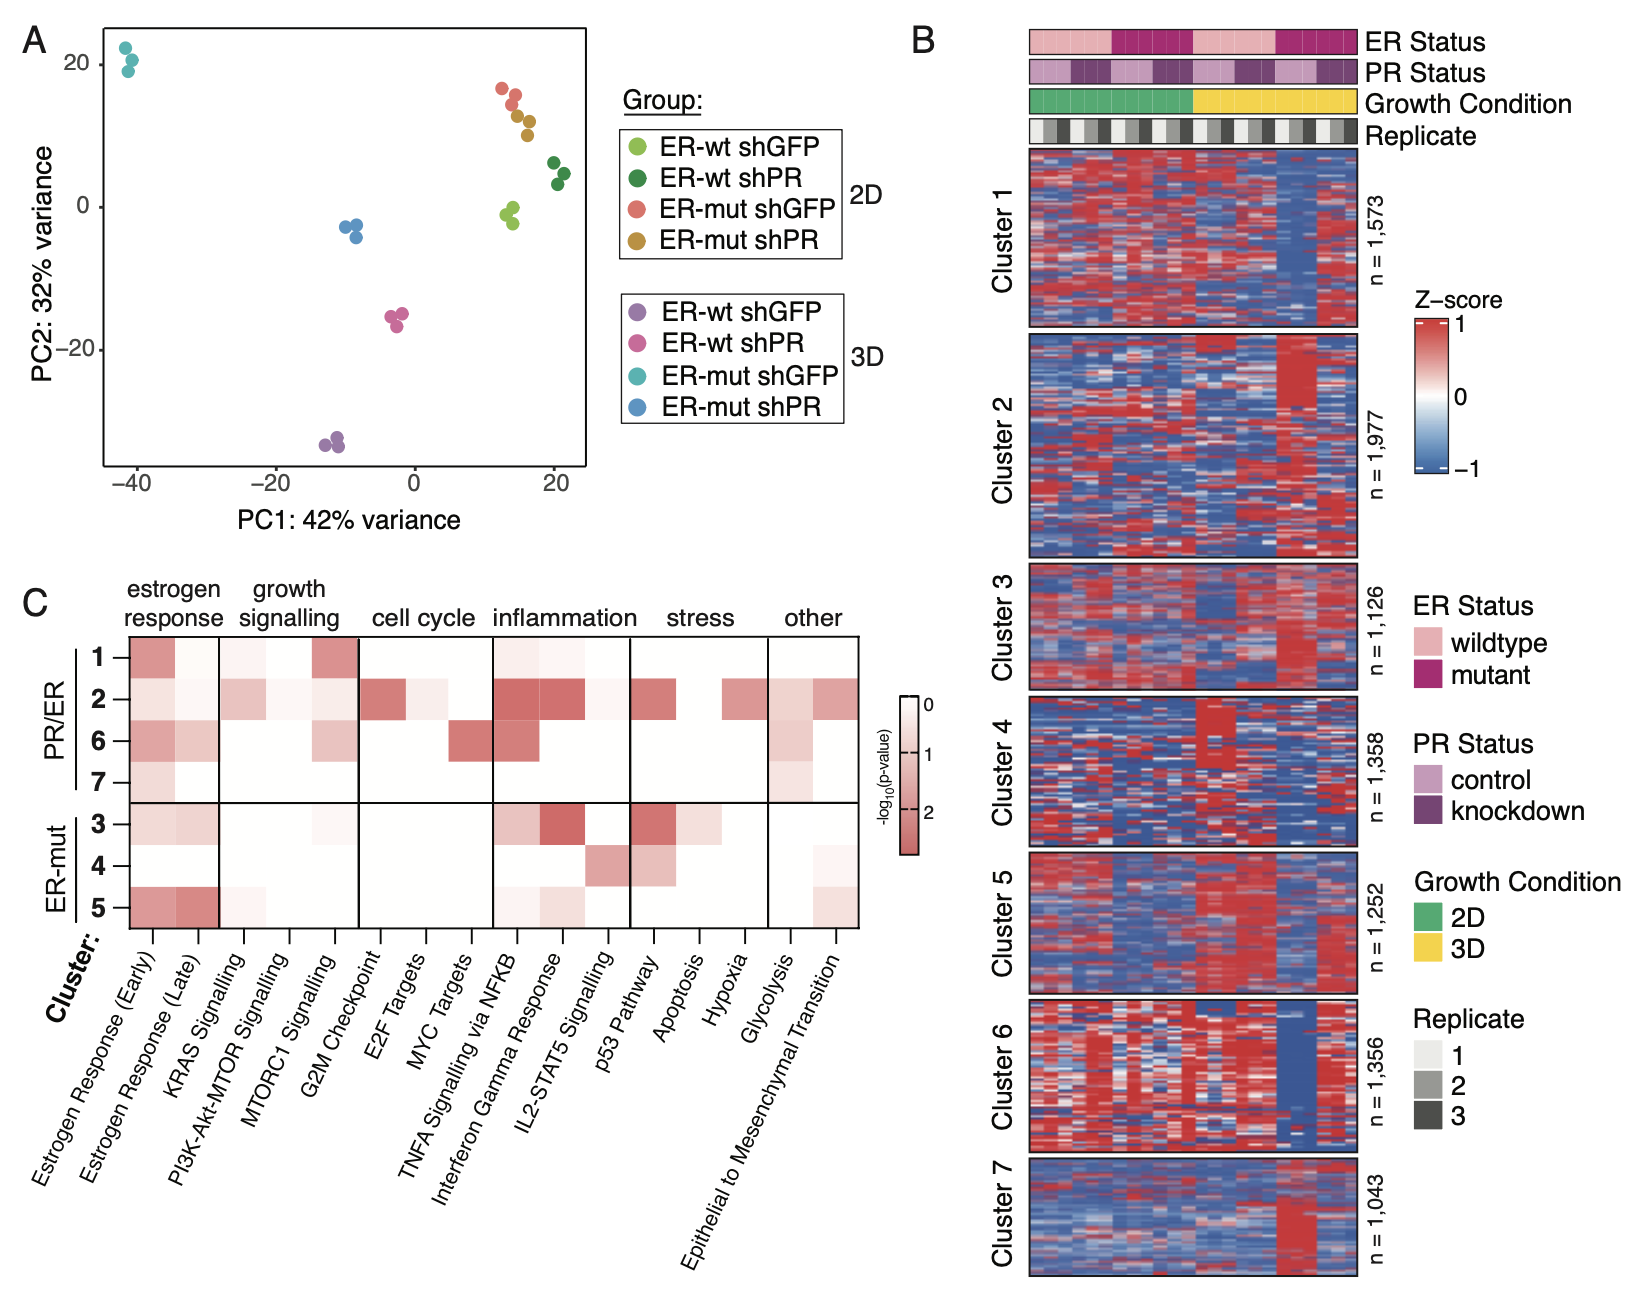 A
20
0
−20
PC2: 32% variance
−40
−20
0
20
PC1: 42% variance
Group:
ER-wt shGFP
ER-wt shPR
ER-mut shGFP
ER-mut shPR
2D
ER-wt shGFP
ER-wt shPR
ER-mut shGFP
ER-mut shPR
3D
B
ER Status
PR Status
Growth Condition
Replicate
Cluster 1
n = 1,573
Cluster 2
n = 1,977
Cluster 3
n = 1,126
Cluster 4
n = 1,358
Cluster 5
n = 1,252
Cluster 6
n = 1,356
Cluster 7
n = 1,043
Z−score
1
0
−1
ER Status
wildtype
mutant
PR Status
control
knockdown
Growth Condition
2D
3D
Replicate
1
2
3
C
estrogen
response
growth
signalling
cell cycle
inflammation
stress
other
PR/ER
1
2
6
7
ER-mut
3
4
5
Cluster:
Estrogen Response (Early)
Estrogen Response (Late)
KRAS Signalling
PI3K-Akt-MTOR Signalling
MTORC1 Signalling
G2M Checkpoint
E2F Targets
MYC Targets
TNFA Signalling via NFKB
Interferon Gamma Response
IL2-STAT5 Signalling
p53 Pathway
Apoptosis
Hypoxia
Glycolysis
Epithelial to Mesenchymal Transition
-log10(p-value)
0
1
2